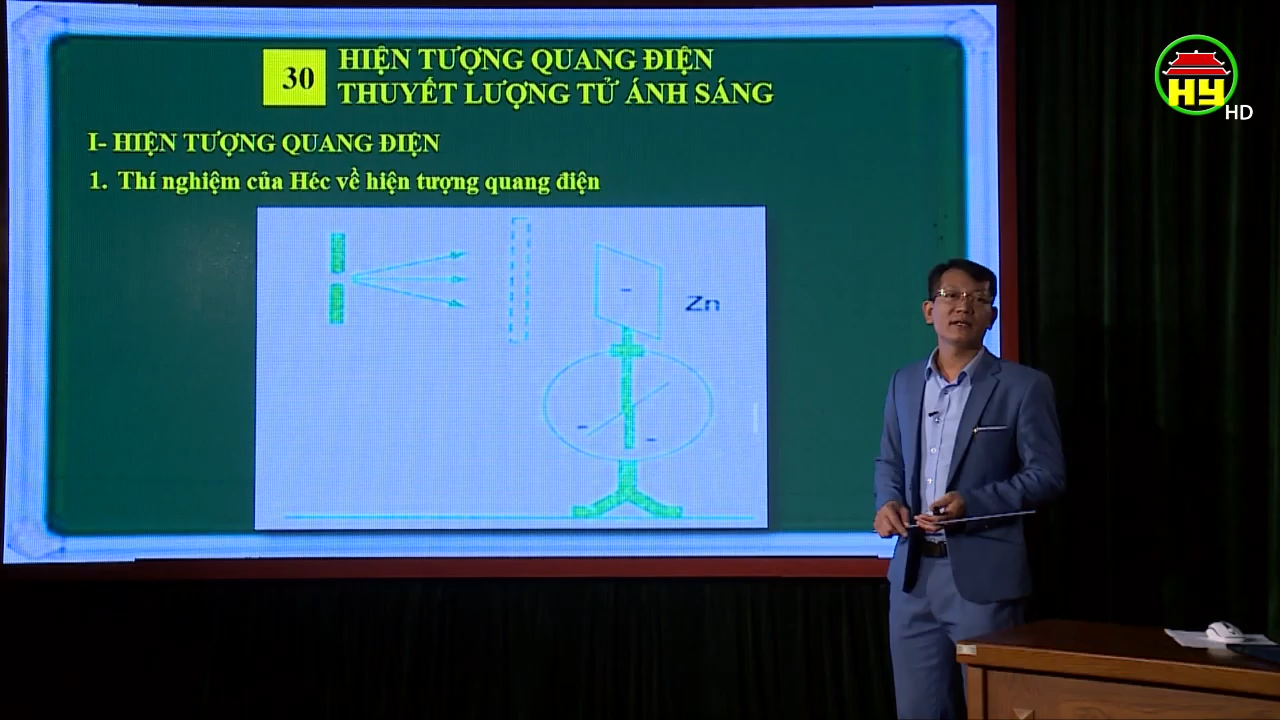 30
HIỆN TƯỢNG QUANG ĐIỆN
THUYẾT LƯỢNG TỬ ÁNH SÁNG
I- HIỆN TƯỢNG QUANG ĐIỆN
1. Thí nghiệm của Héc về hiện tượng quang điện
Zn
HY
HD